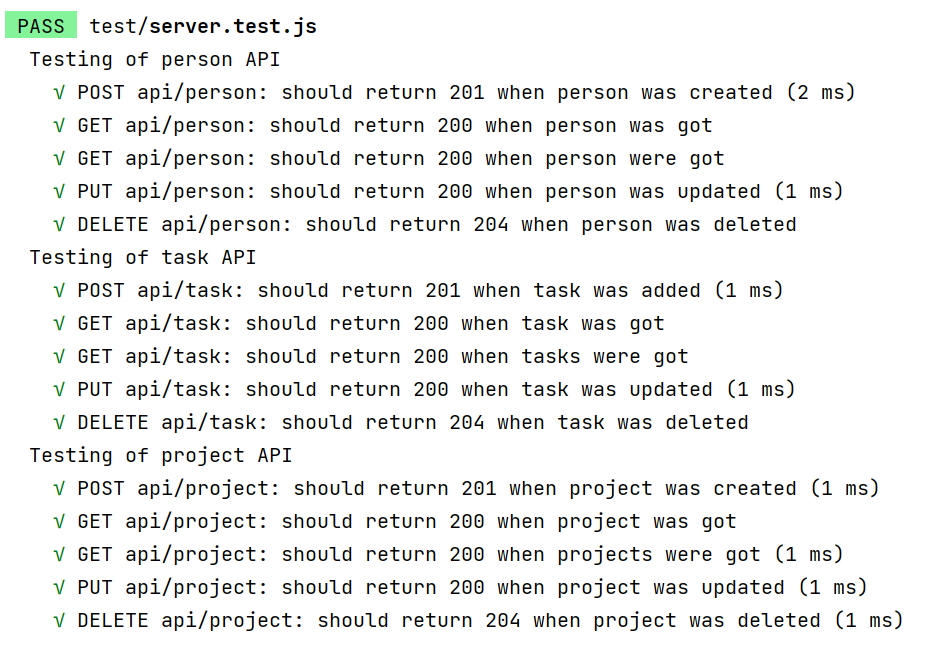 PASS test/server.test.js
Testing of person API
√ POST api/person: should return 201 when person was created (2 ms)
√ GET api/person: should return 200 when person was got
√ GET api/person: should return 200 when person were got
√ PUT api/person: should return 200 when person was updated (1 ms)
√ DELETE api/person: should return 204 when person was deleted
Testing of task API
√ POST api/task: should return 201 when task was added (1 ms)
√ GET api/task: should return 200 when task was got
√ GET api/task: should return 200 when tasks were got
√ PUT api/task: should return 200 when task was updated (1 ms)
√ DELETE api/task: should return 204 when task was deleted
Testing of project API
√ POST api/project: should return 201 when project was created (1 ms)
√ GET api/project: should return 200 when project was got
√ GET api/project: should return 200 when projects were got (1 ms)
√ PUT api/project: should return 200 when project was updated (1 ms)
√ DELETE api/project: should return 204 when project was deleted (1 ms)